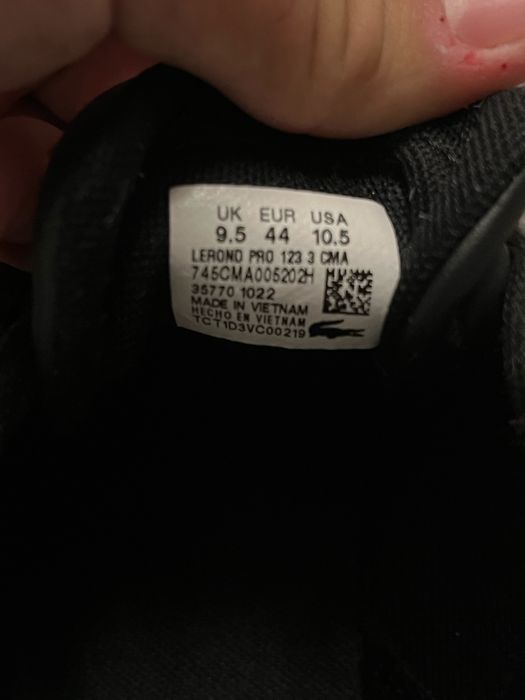 UK EUR USA
9.5 44 10.5
LEROND PRO 123 3 CMA
745CMA005202H
35770 1022
MADE IN VIETNAM
HECHO EN VIETNAM
TCT1D3VC00219